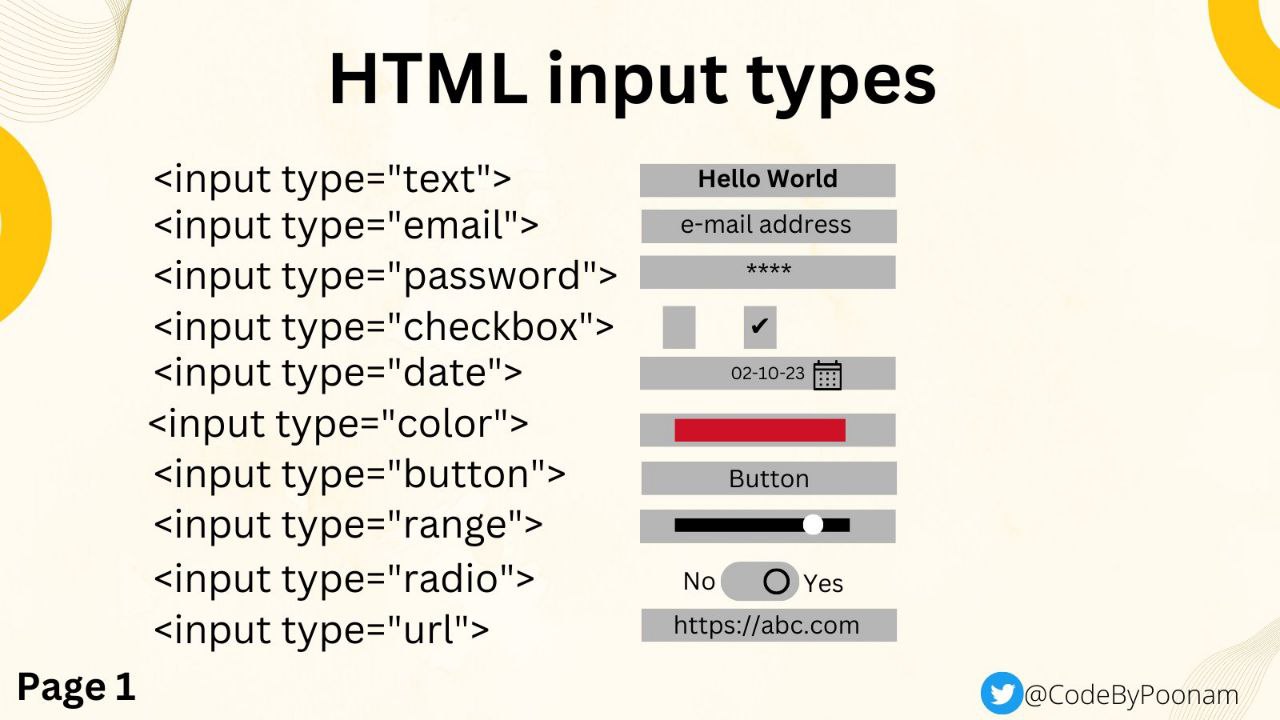 HTML input types
<input type="text"> Hello World
<input type="email"> e-mail address
<input type="password"> ****
<input type="checkbox"> ✔
<input type="date"> 02-10-23
<input type="color">
<input type="button"> Button
<input type="range">
<input type="radio"> No Yes
<input type="url"> https://abc.com
Page 1
@CodeByPoonam